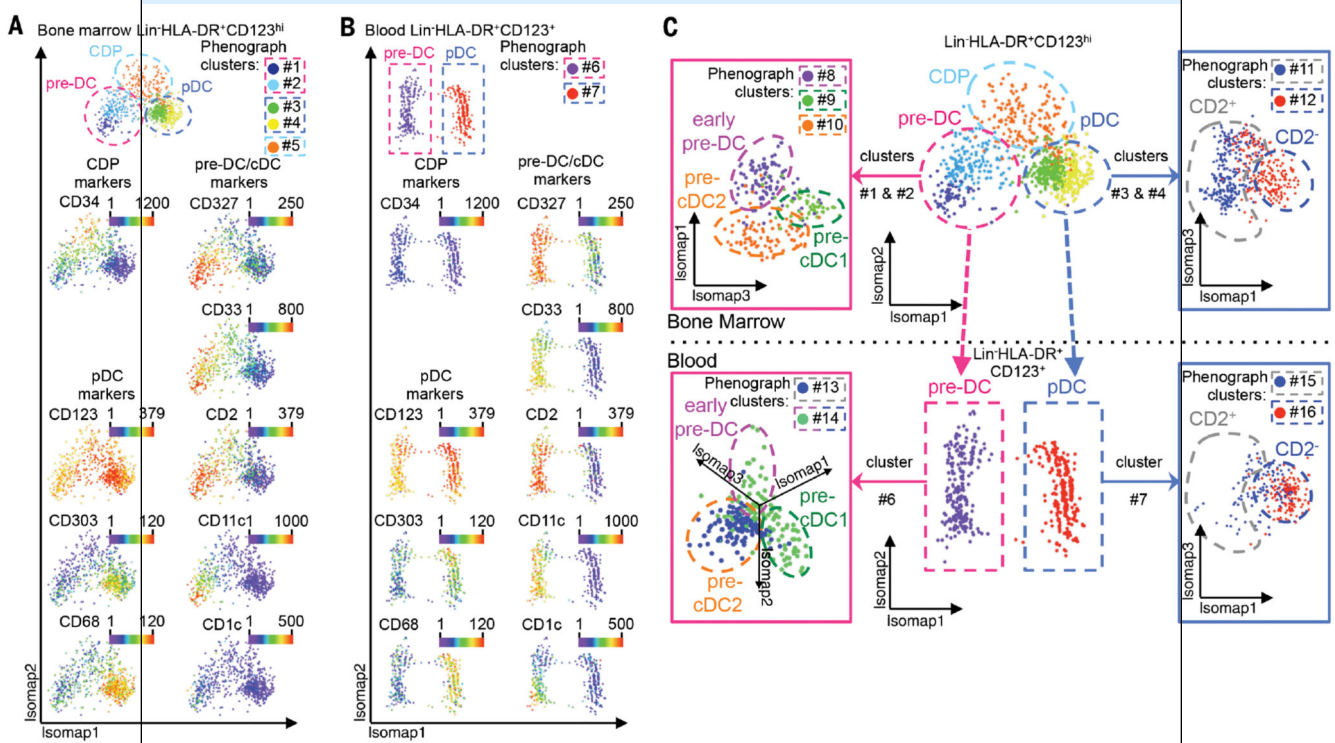 A
Bone marrow Lin-HLA-DR+CD123hi
CDP
pre-DC
pDC
Phenograph
clusters:
#1
#2
#3
#4
#5
CDP
markers
pre-DC/cDC
markers
CD34 1 1200
CD327 1 250
CD33 1 800
pDC
markers
CD123 1 379
CD2 1 379
CD303 1 120
CD11c1 1000
CD68 1 120
CD1c 1 500
Isomap2
Isomap1
B
Blood Lin-HLA-DR+CD123+
pre-DC
pDC
Phenograph
clusters:
#6
#7
CDP
markers
pre-DC/cDC
markers
CD34 1 1200
CD327 1 250
CD33 1 800
pDC
markers
CD123 1 379
CD2 1 379
CD303 1 120
CD11c 1 1000
CD68 1 120
CD1c 1 500
Isomap2
Isomap1
C
Lin-HLA-DR+CD123hi
Phenograph
clusters:
#8
#9
#10
early
pre-DC
pre-
cDC2
pre-
cDC1
Isomap1
Isomap3
clusters
#1 & #2
CDP
pre-DC
pDC
Isomap2
Isomap1
clusters
#3 & #4
Phenograph
clusters:
#11
#12
CD2+
CD2-
Isomap3
Isomap1
Bone Marrow
Blood
Lin-HLA-DR+
CD123+
Phenograph
clusters:
#13
#14
early
pre-DC
Isomap3
Isomap1
Isomap2
pre-
cDC1
pre-
cDC2
cluster
#6
pre-DC
pDC
Isomap2
Isomap1
cluster
#7
Phenograph
clusters:
#15
#16
CD2+
CD2-
Isomap3
Isomap1